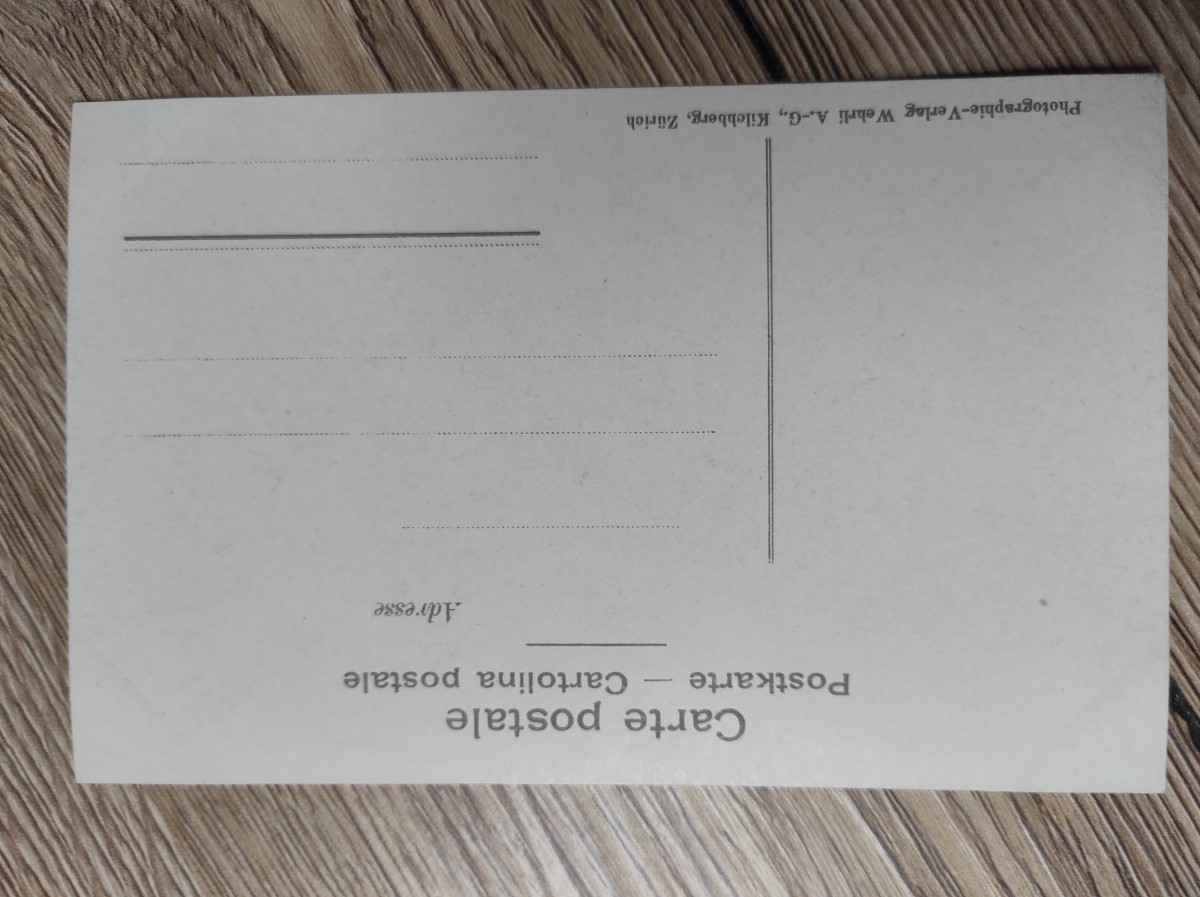 Carte postale
Postkarte — Cartolina postale
Adresse
Photographie-Verlag Wehrli A.-G., Kilchberg, Zürich